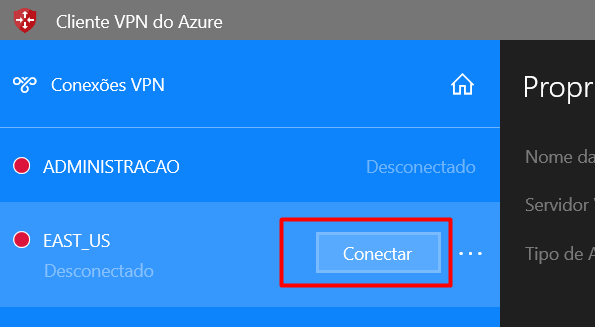 Cliente VPN do Azure
Conexões VPN
Propr
ADMINISTRACAO Desconectado
Nome da
EAST_US
Desconectado
Conectar
Servidor
Tipo de